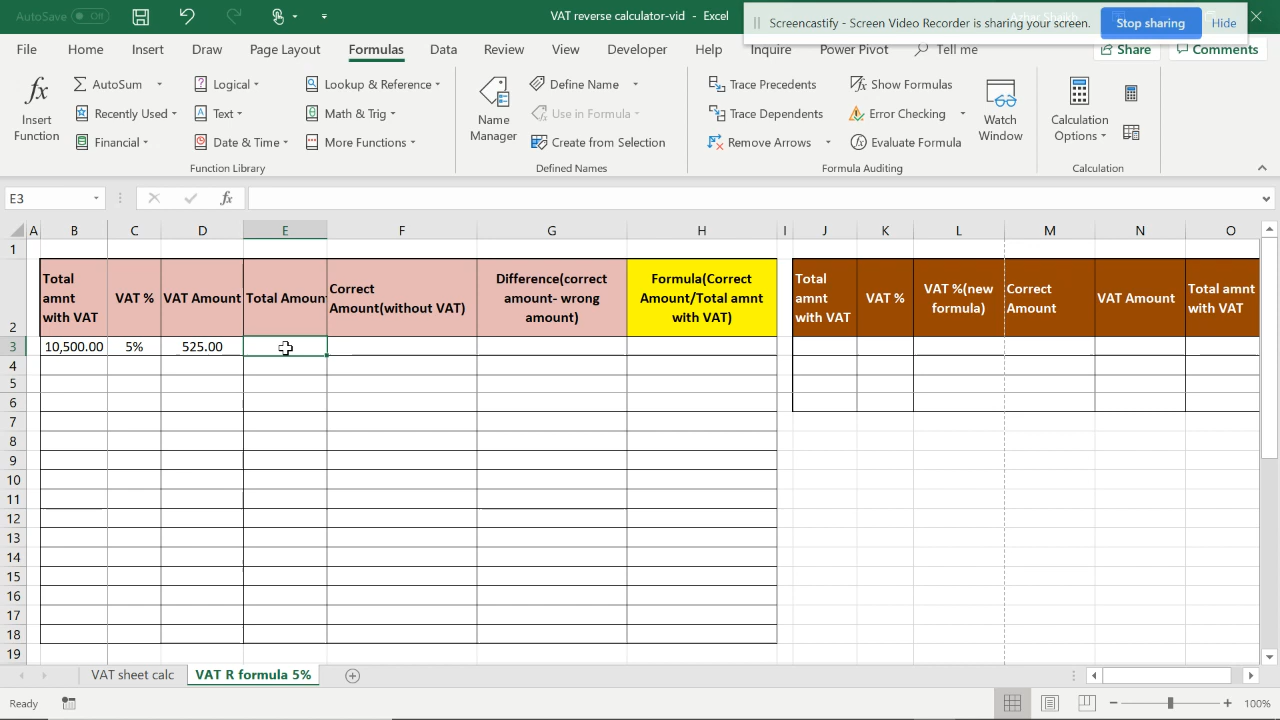 AutoSave Off
VAT reverse calculator-vid - Excel
Screencastify - Screen Video Recorder is sharing your screen. Stop sharing Hide
File Home Insert Draw Page Layout Formulas Data Review View Developer Help Inquire Power Pivot Tell me Share Comments
fx Insert Function
AutoSum
Recently Used
Financial
Logical
Text
Date & Time
Lookup & Reference
Math & Trig
More Functions
Function Library
Name Manager
Define Name
Use in Formula
Create from Selection
Defined Names
Trace Precedents
Trace Dependents
Remove Arrows
Show Formulas
Error Checking
Evaluate Formula
Watch Window
Formula Auditing
Calculation Options
Calculation
E3 fx
A B C D E F G H I J K L M N O
1
2
Total amnt with VAT
VAT %
VAT Amount
Total Amoun
Correct Amount(without VAT)
Difference(correct amount- wrong amount)
Formula(Correct Amount/Total amnt with VAT)
Total amnt with VAT
VAT %
VAT %(new formula)
Correct Amount
VAT Amount
Total amnt with VAT
3 10,500.00 5% 525.00
4
5
6
7
8
9
10
11
12
13
14
15
16
17
18
19
VAT sheet calc VAT R formula 5%
Ready 100%